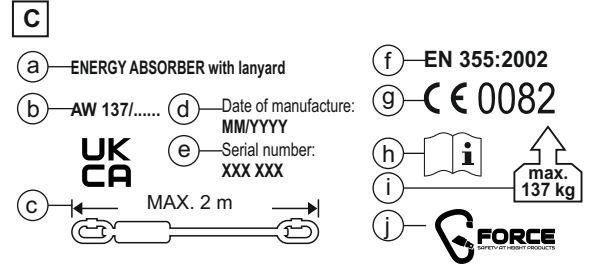 C
a ENERGY ABSORBER with lanyard
b AW 137/......
d Date of manufacture:
MM/YYYY
UK
CA
e Serial number:
XXX XXX
c MAX. 2 m
f EN 355:2002
g CE 0082
h i
i max.
137 kg
j FORCE
SAFETY AT HEIGHT PRODUCTS